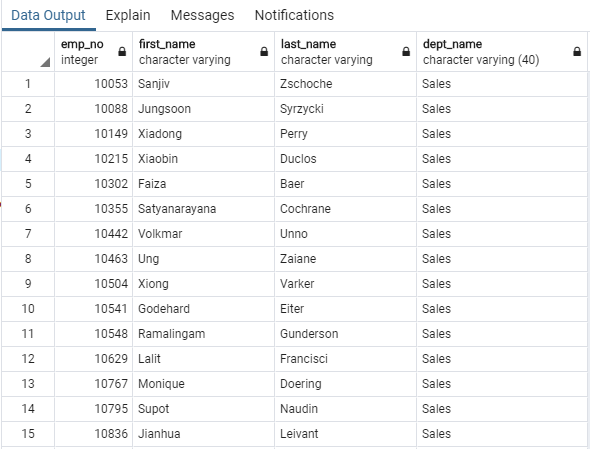 Data Output Explain Messages Notifications
emp_no first_name last_name dept_name
integer character varying character varying character varying (40)
1 10053 Sanjiv Zschoche Sales
2 10088 Jungsoon Syrzycki Sales
3 10149 Xiadong Perry Sales
4 10215 Xiaobin Duclos Sales
5 10302 Faiza Baer Sales
6 10355 Satyanarayana Cochrane Sales
7 10442 Volkmar Unno Sales
8 10463 Ung Zaiane Sales
9 10504 Xiong Varker Sales
10 10541 Godehard Eiter Sales
11 10548 Ramalingam Gunderson Sales
12 10629 Lalit Francisci Sales
13 10767 Monique Doering Sales
14 10795 Supot Naudin Sales
15 10836 Jianhua Leivant Sales